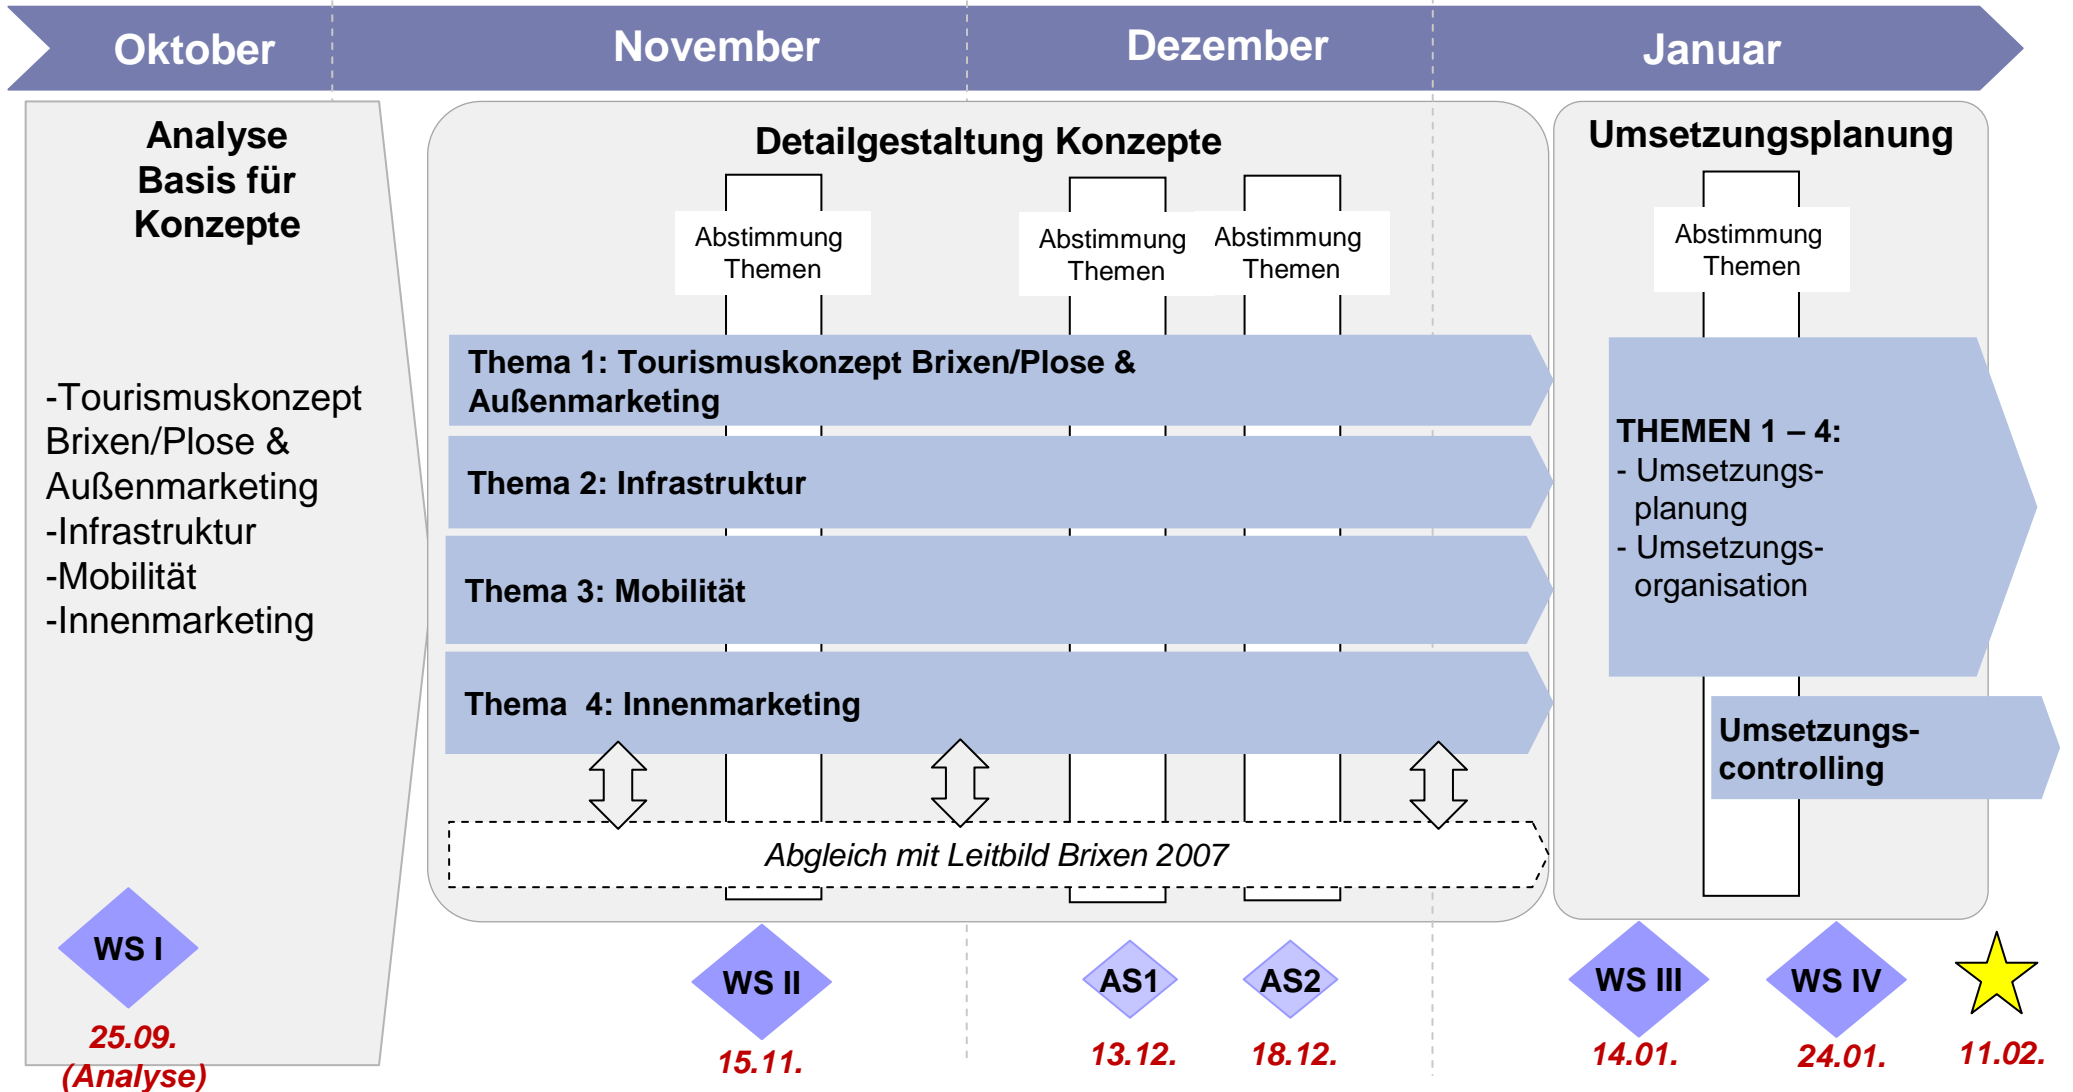 Oktober
November
Dezember
Januar
Analyse
Basis für
Konzepte
-Tourismuskonzept
Brixen/Plose &
Außenmarketing
-Infrastruktur
-Mobilität
-Innenmarketing
Detailgestaltung Konzepte
Abstimmung
Themen
Abstimmung
Themen
Abstimmung
Themen
Thema 1: Tourismuskonzept Brixen/Plose &
Außenmarketing
Thema 2: Infrastruktur
Thema 3: Mobilität
Thema  4: Innenmarketing
Abgleich mit Leitbild Brixen 2007
Umsetzungsplanung
Abstimmung
Themen
THEMEN 1 – 4:
- Umsetzungs-
planung
- Umsetzungs-
organisation
Umsetzungs-
controlling
WS I
25.09.
(Analyse)
WS II
15.11.
AS1
13.12.
AS2
18.12.
WS III
14.01.
WS IV
24.01.
11.02.